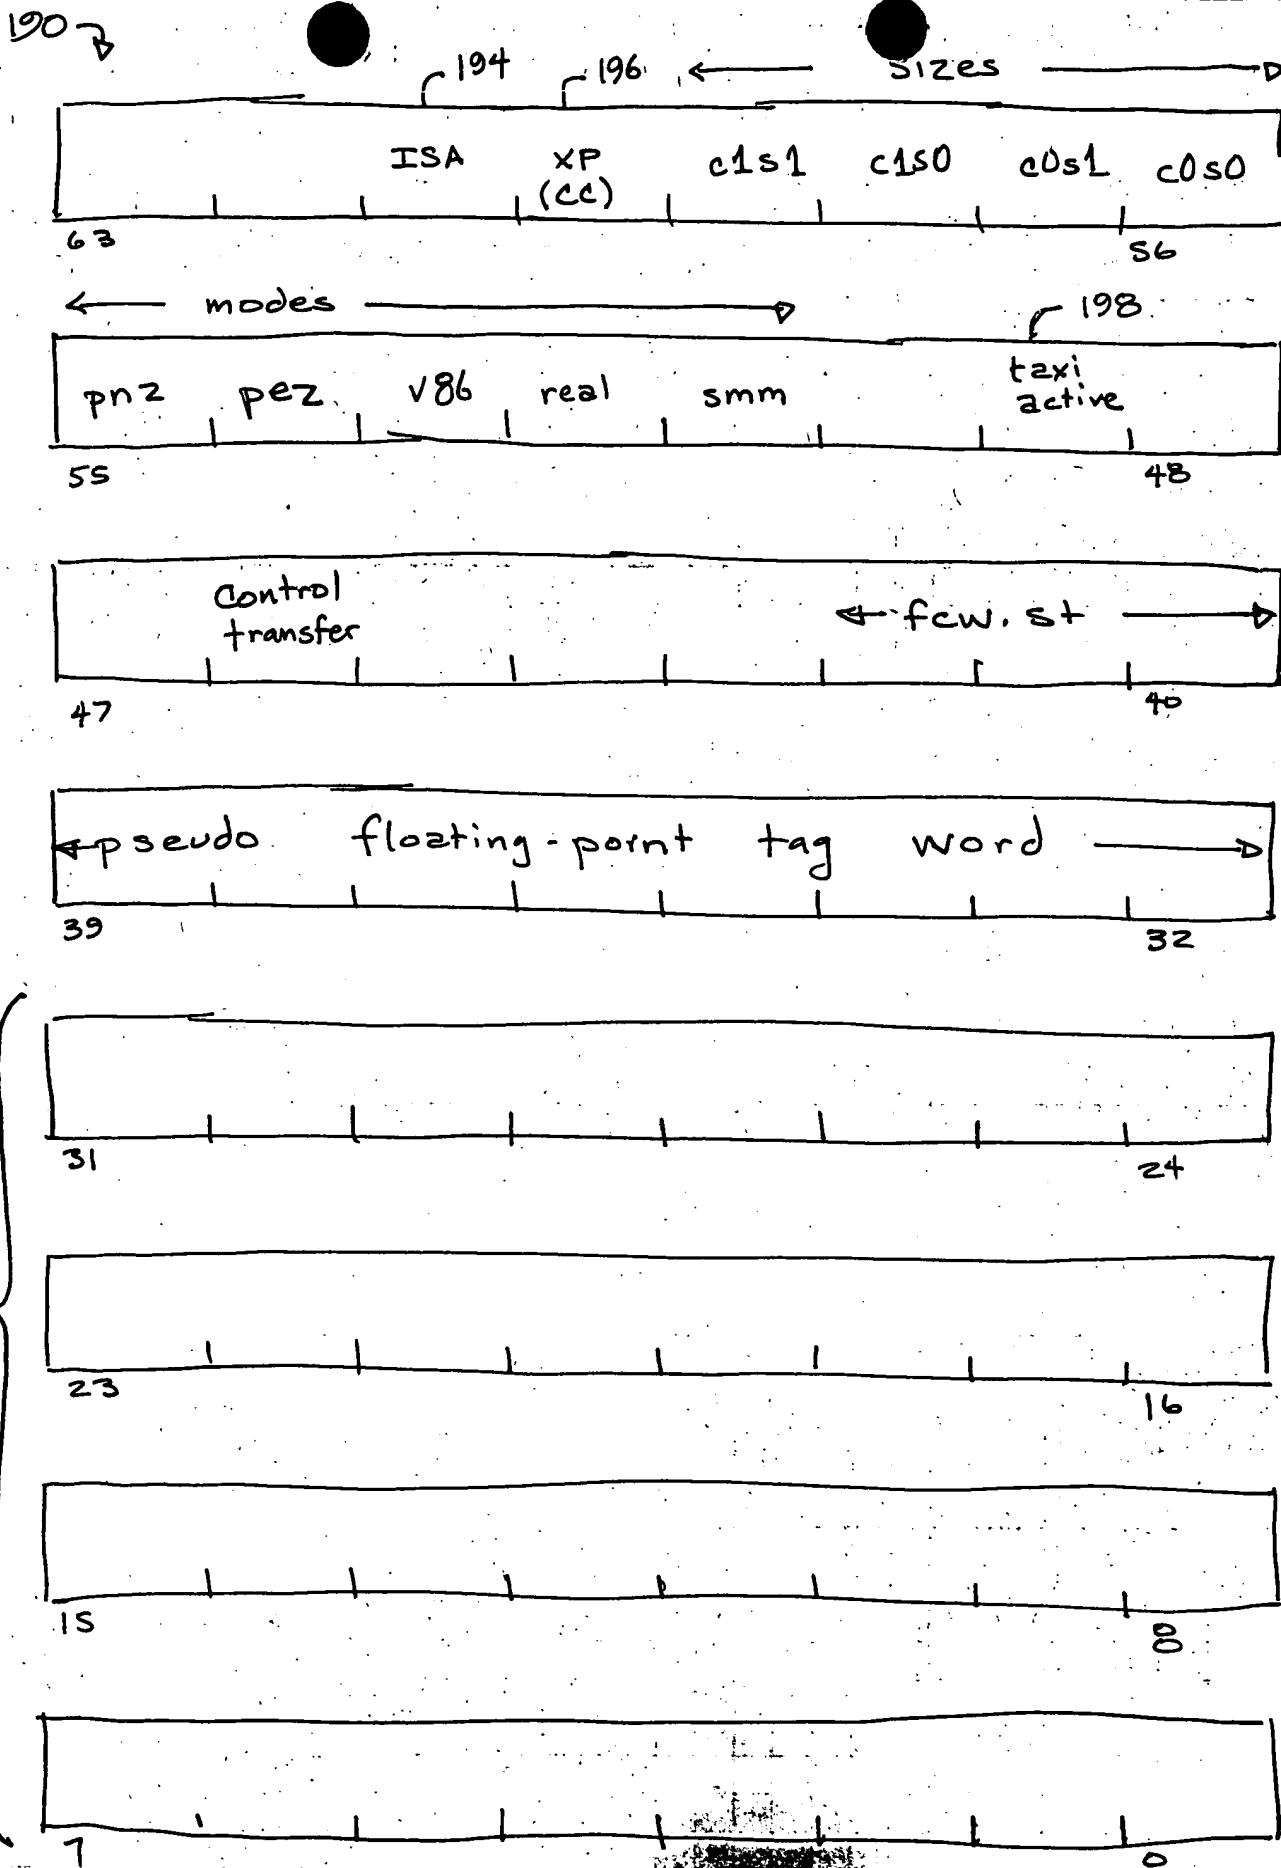 190
194 196 sizes
ISA XP c1s1 c1s0 c0s1 c0s0
(CC)
63 56
modes 198
pnz pez v86 real smm taxi
active
55 48
control
transfer fcw.st
47 40
pseudo floating-point tag word
39 32
31 24
23 16
15 8
7 0